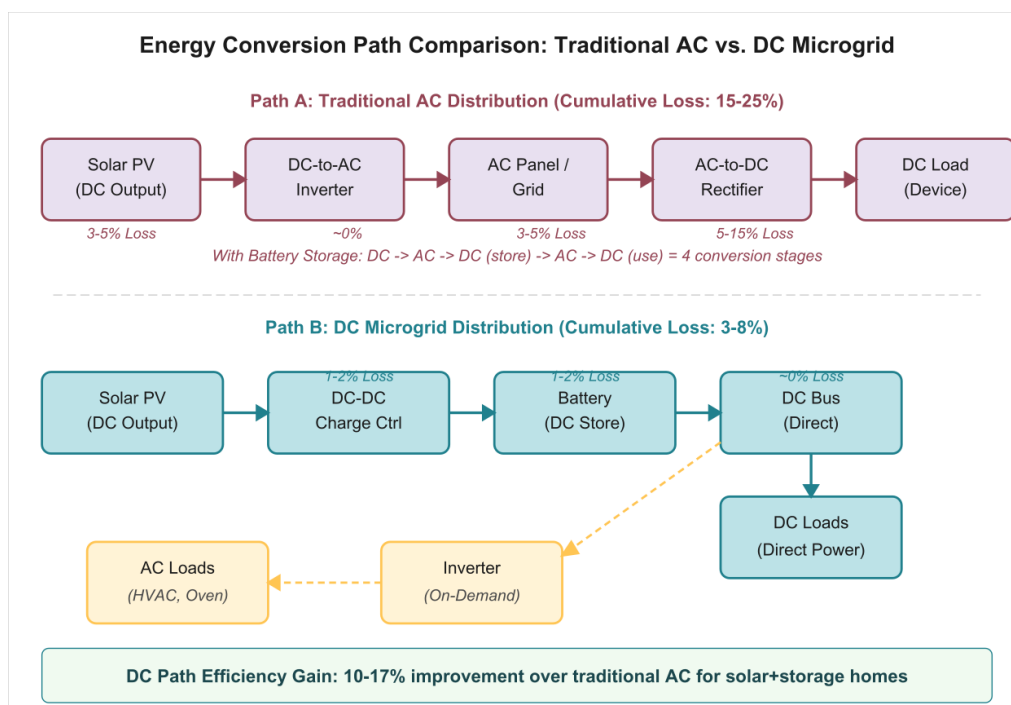 Energy Conversion Path Comparison: Traditional AC vs. DC Microgrid
Path A: Traditional AC Distribution (Cumulative Loss: 15-25%)
Solar PV
(DC Output)
DC-to-AC
Inverter
AC Panel /
Grid
AC-to-DC
Rectifier
DC Load
(Device)
3-5% Loss
~0%
3-5% Loss
5-15% Loss
With Battery Storage: DC -> AC -> DC (store) -> AC -> DC (use) = 4 conversion stages
Path B: DC Microgrid Distribution (Cumulative Loss: 3-8%)
Solar PV
(DC Output)
1-2% Loss
DC-DC
Charge Ctrl
1-2% Loss
Battery
(DC Store)
~0% Loss
DC Bus
(Direct)
DC Loads
(Direct Power)
AC Loads
(HVAC, Oven)
Inverter
(On-Demand)
DC Path Efficiency Gain: 10-17% improvement over traditional AC for solar+storage homes